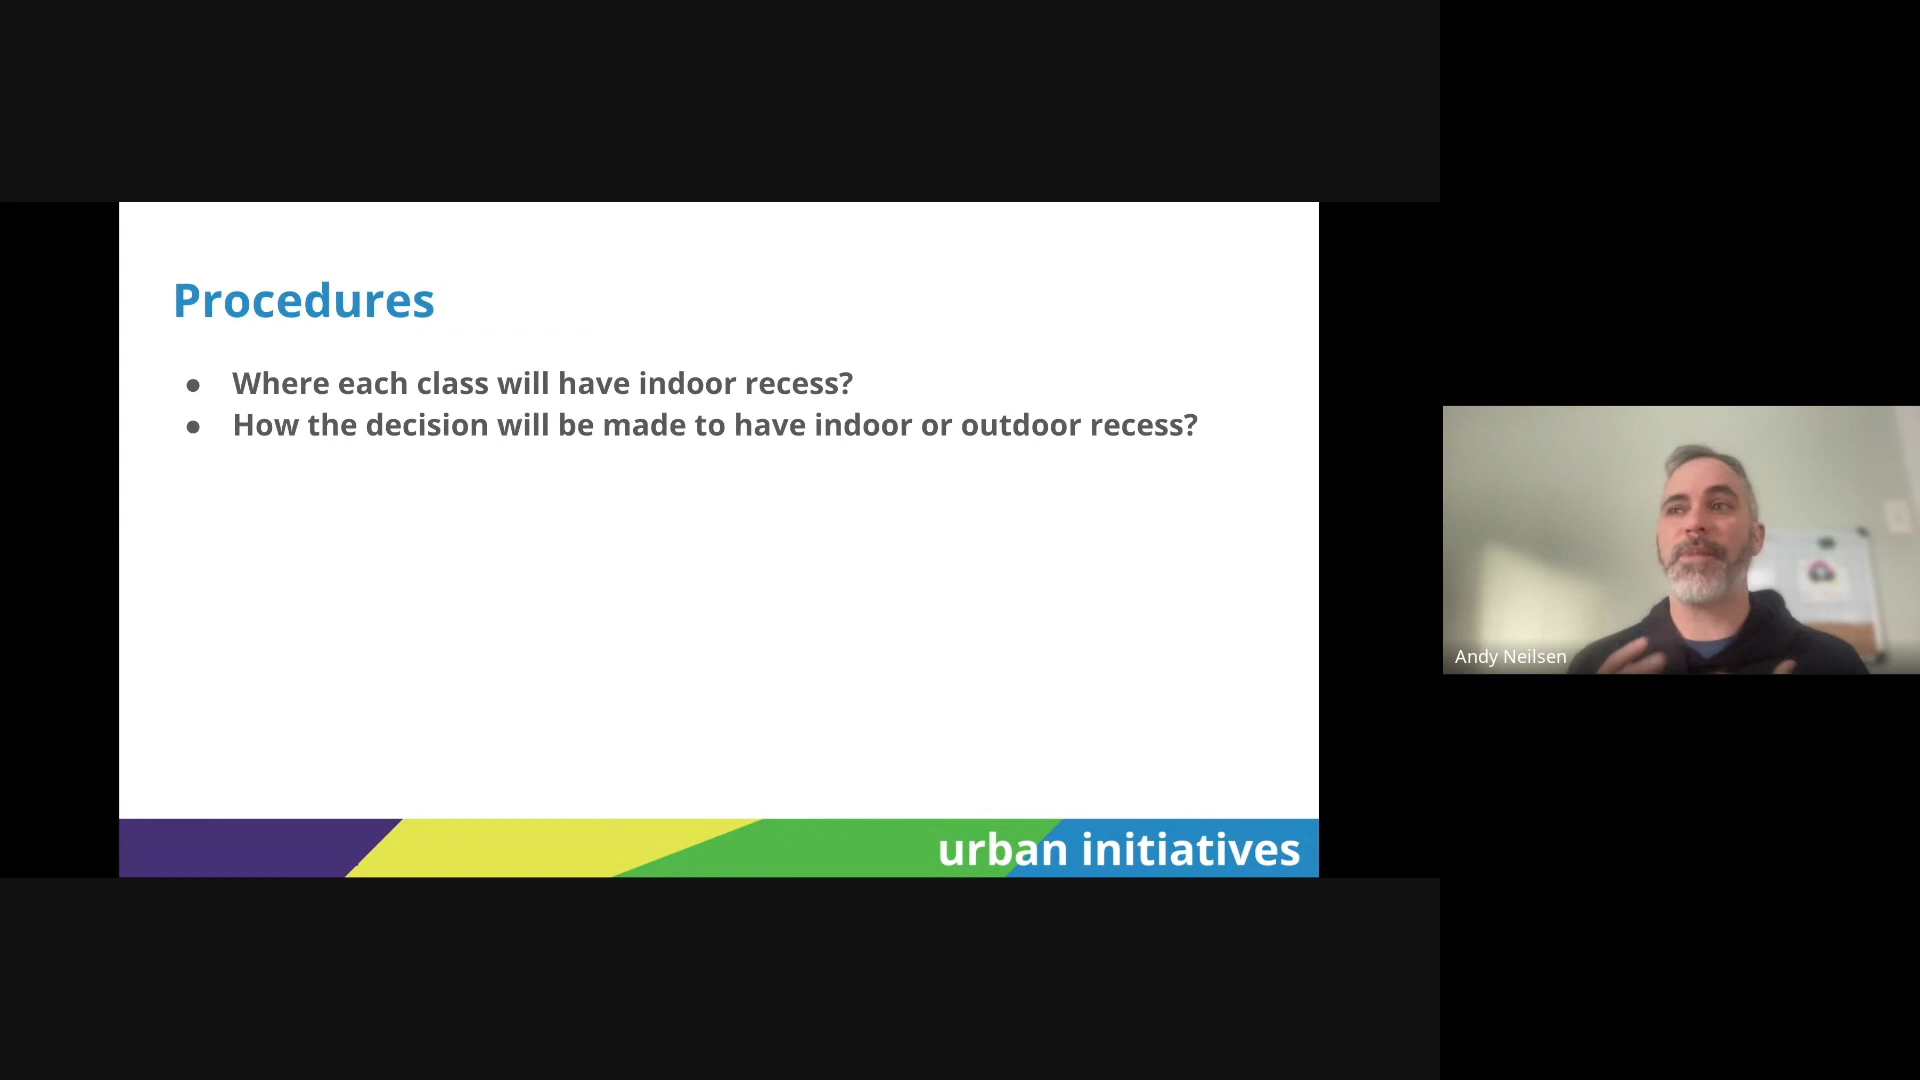 Procedures
● Where each class will have indoor recess?
● How the decision will be made to have indoor or outdoor recess?
urban initiatives
Andy Neilsen